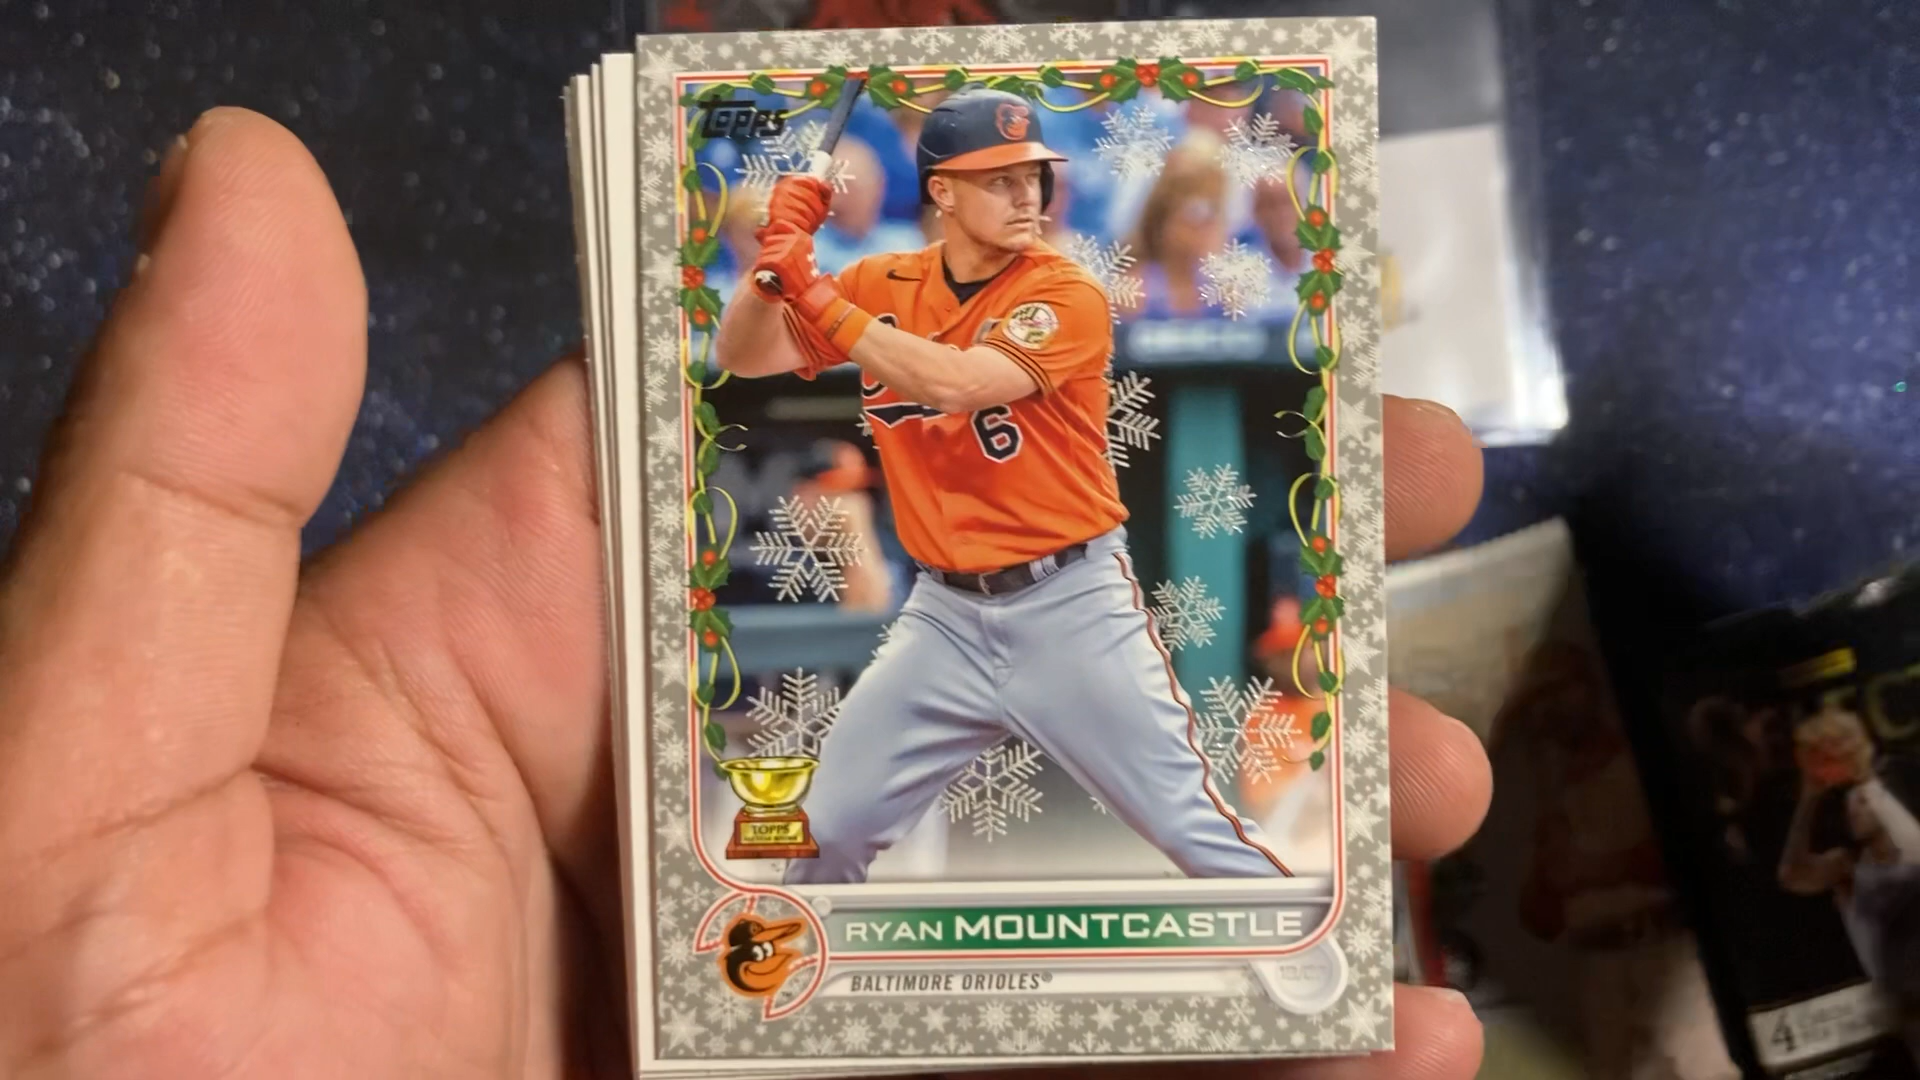 Topps
6
TOPPS
RYAN MOUNTCASTLE
BALTIMORE ORIOLES®
4